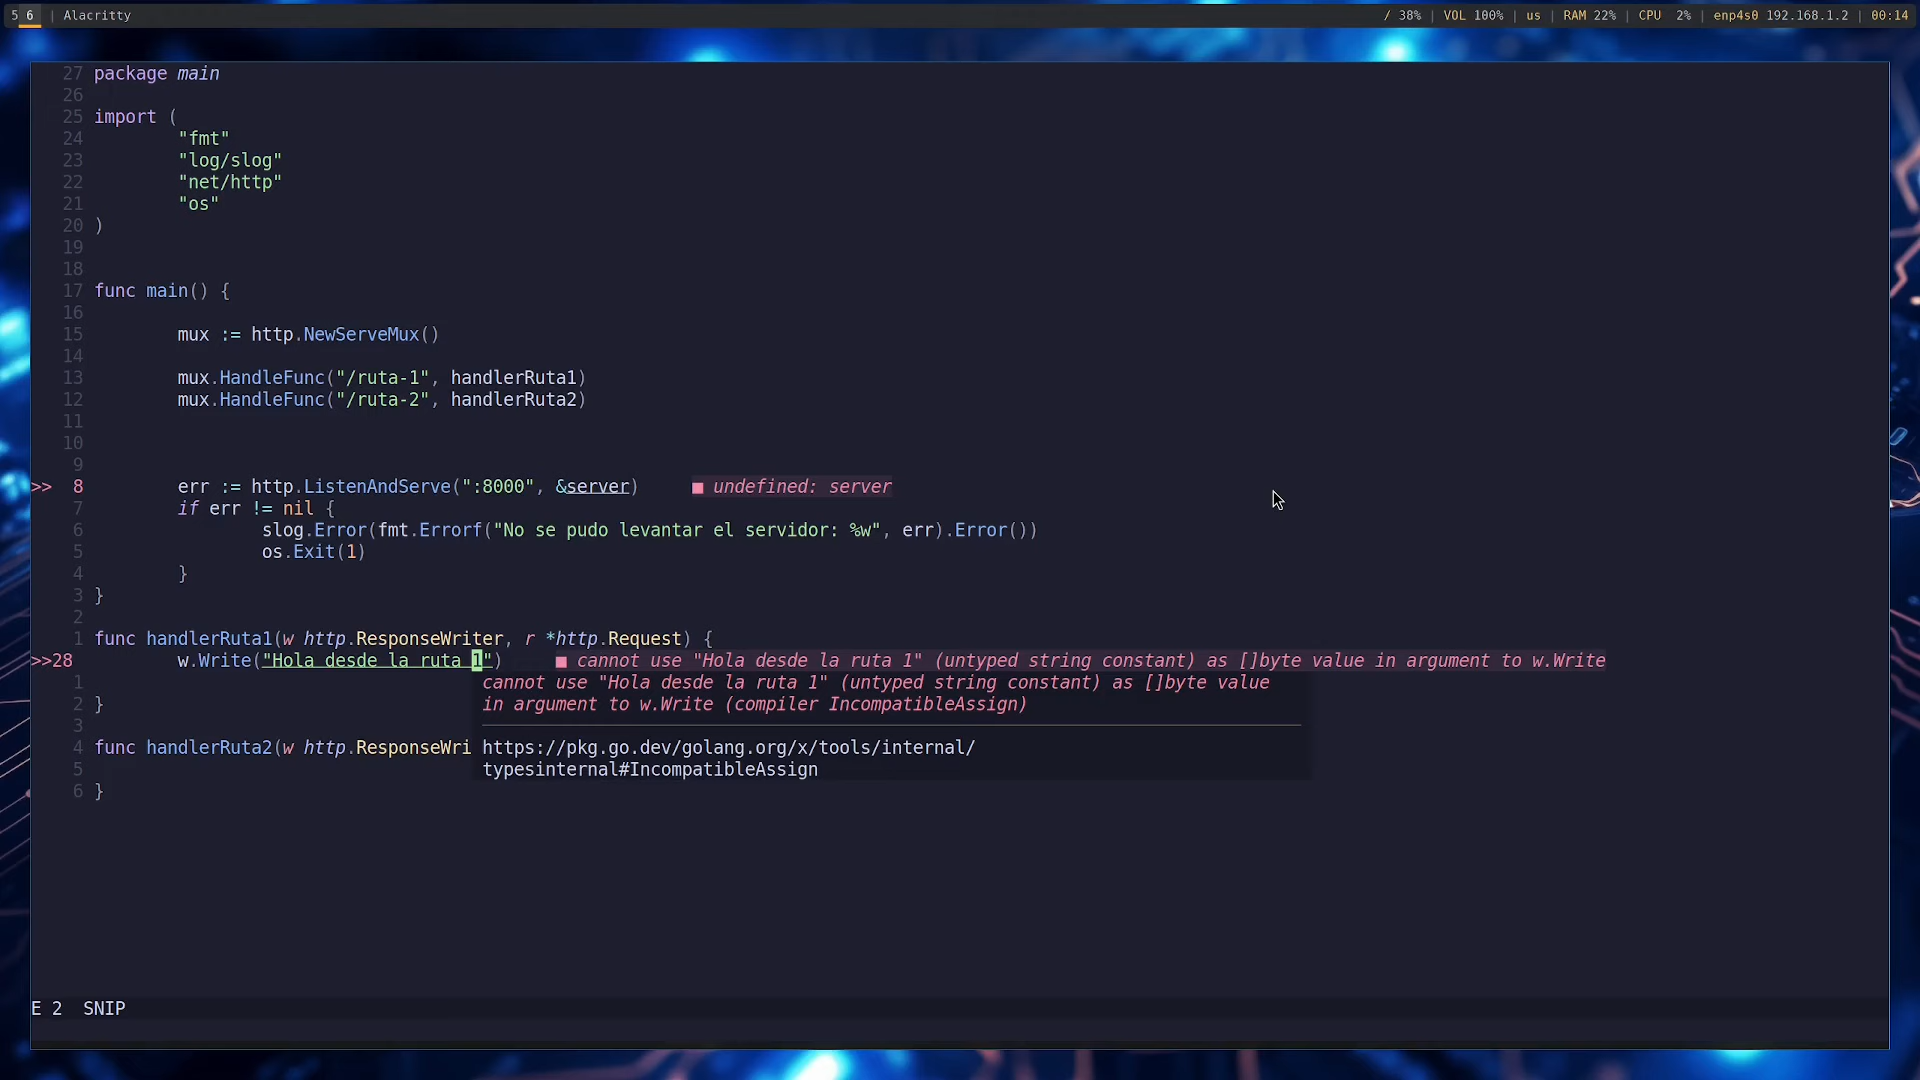 5 6 | Alacritty
/ 38% | VOL 100% | us | RAM 22% | CPU 2% | enp4s0 192.168.1.2 | 00:14
27 package main
26
25 import (
24 "fmt"
23 "log/slog"
22 "net/http"
21 "os"
20 )
19
18
17 func main() {
16
15 mux := http.NewServeMux()
14
13 mux.HandleFunc("/ruta-1", handlerRuta1)
12 mux.HandleFunc("/ruta-2", handlerRuta2)
11
10
9
>> 8 err := http.ListenAndServe(":8000", &server) ■ undefined: server
7 if err != nil {
6 slog.Error(fmt.Errorf("No se pudo levantar el servidor: %w", err).Error())
5 os.Exit(1)
4 }
3 }
2
1 func handlerRuta1(w http.ResponseWriter, r *http.Request) {
>>28 w.Write("Hola desde la ruta 1") ■ cannot use "Hola desde la ruta 1" (untyped string constant) as []byte value in argument to w.Write
1 cannot use "Hola desde la ruta 1" (untyped string constant) as []byte value
2 } in argument to w.Write (compiler IncompatibleAssign)
3
4 func handlerRuta2(w http.ResponseWri https://pkg.go.dev/golang.org/x/tools/internal/
5 typesinternal#IncompatibleAssign
6 }
E 2 SNIP